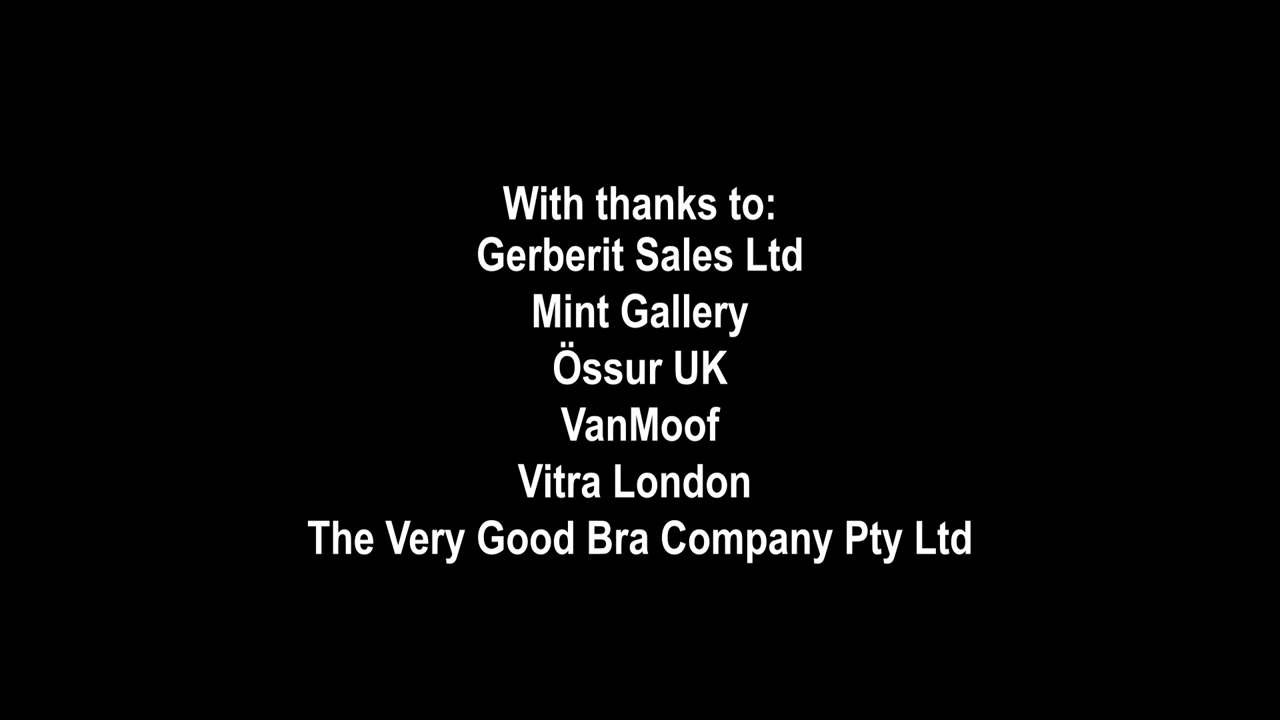 With thanks to:
Gerberit Sales Ltd
Mint Gallery
Össur UK
VanMoof
Vitra London
The Very Good Bra Company Pty Ltd